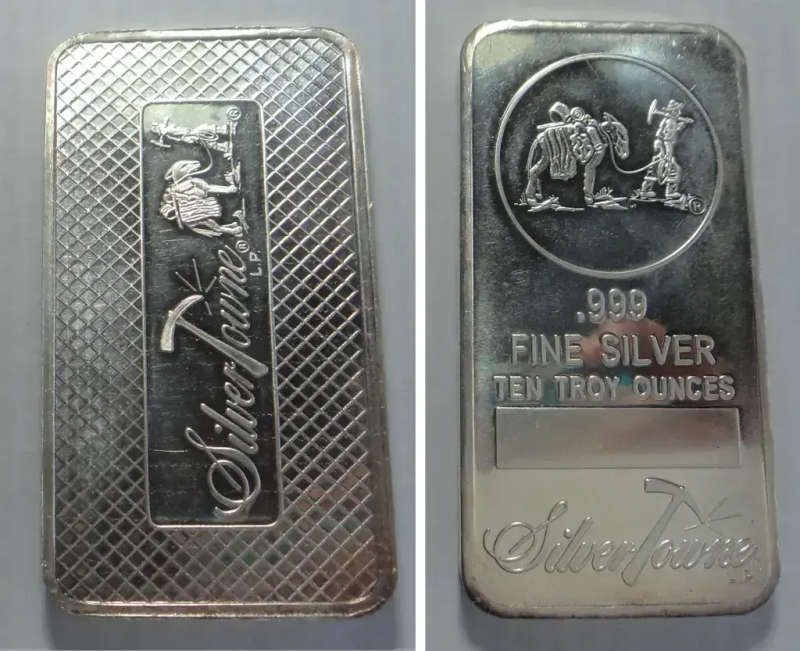 SilverTowne® L.P.
®
®
.999
FINE SILVER
TEN TROY OUNCES
SilverTowne
L.P.